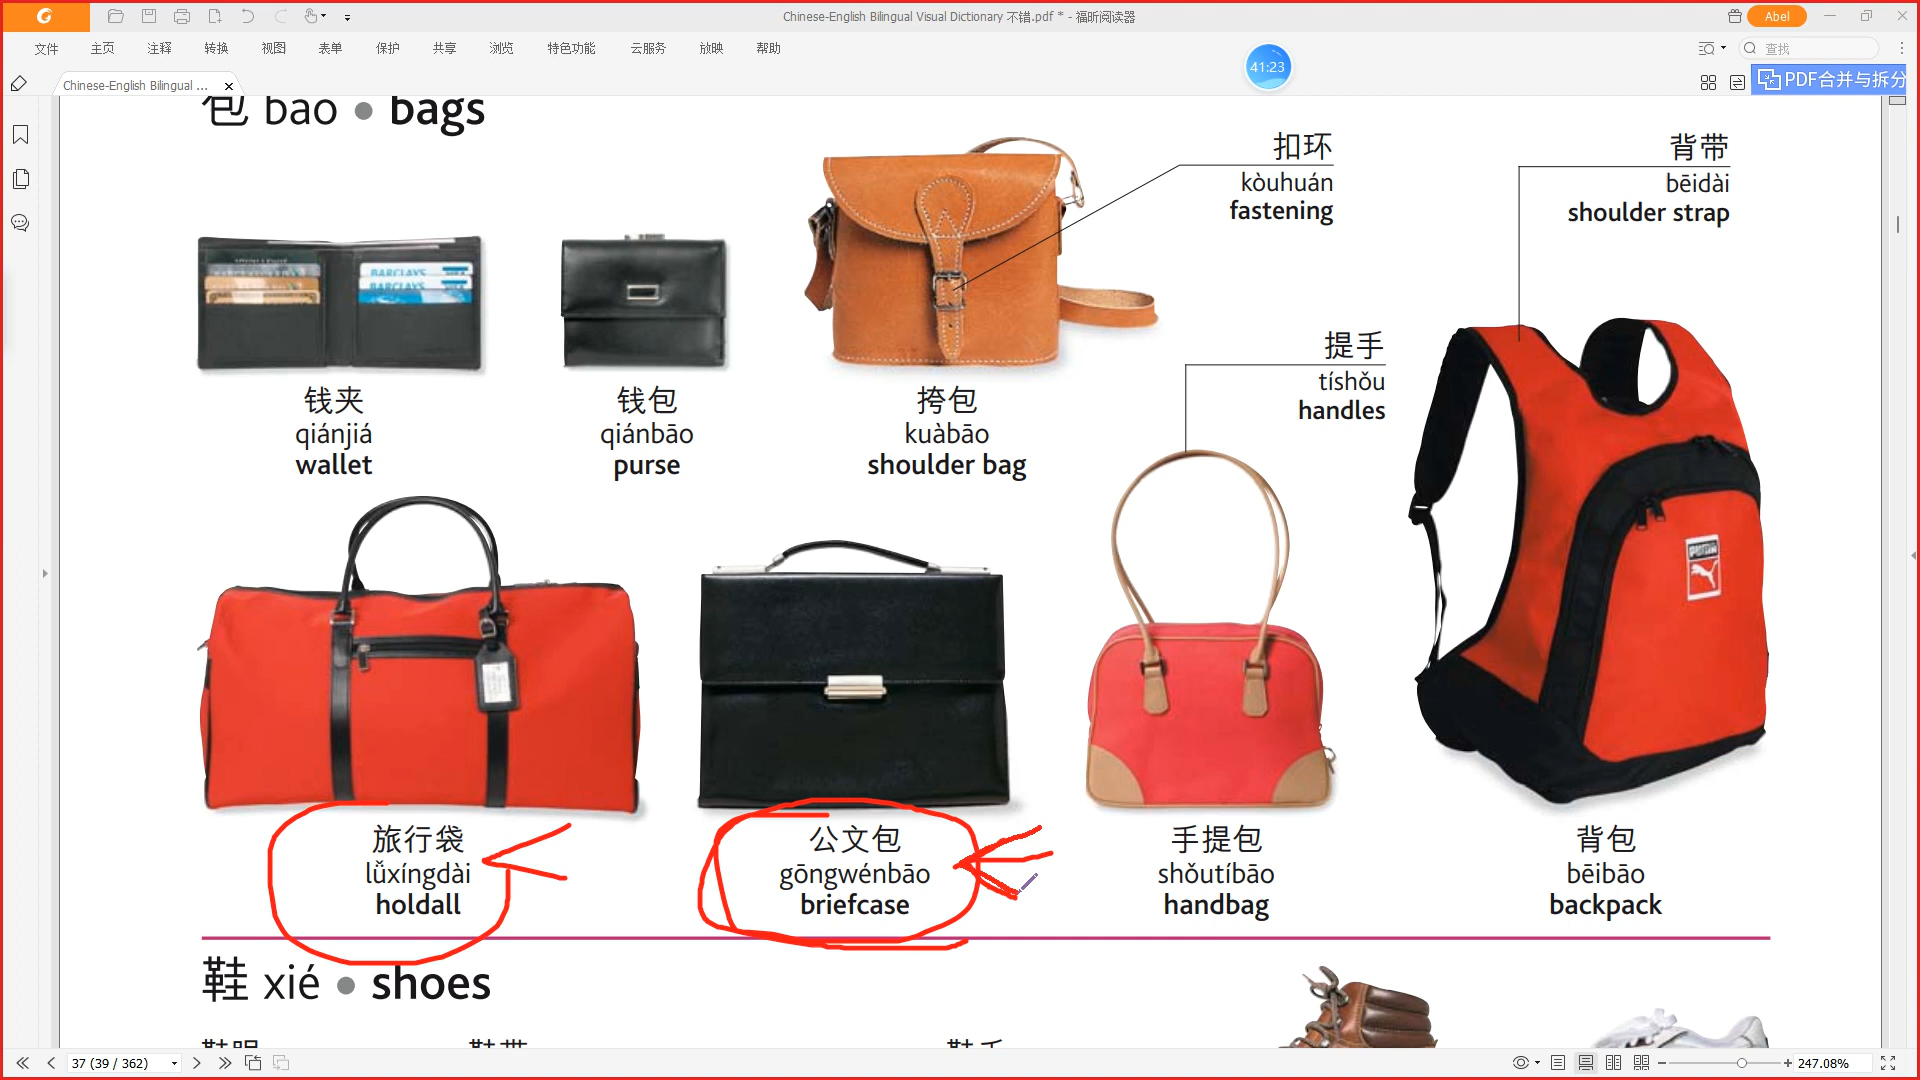 Chinese-English Bilingual Visual Dictionary 不错.pdf * - 福昕阅读器
Abel
文件 主页 注释 转换 视图 表单 保护 共享 浏览 特色功能 云服务 放映 帮助
41:23
查找
Chinese-English Bilingual ...
PDF合并与拆分
包 bao ● bags
扣环
kòuhuán
fastening
背带
bēidài
shoulder strap
BARCLAYS
BARCLAYS
钱夹
qiánjiá
wallet
钱包
qiánbāo
purse
挎包
kuàbāo
shoulder bag
提手
tíshǒu
handles
PUMA
旅行袋
lǚxíngdài
holdall
公文包
gōngwénbāo
briefcase
手提包
shǒutíbāo
handbag
背包
bēibāo
backpack
鞋 xié ● shoes
37 (39 / 362)
247.08%